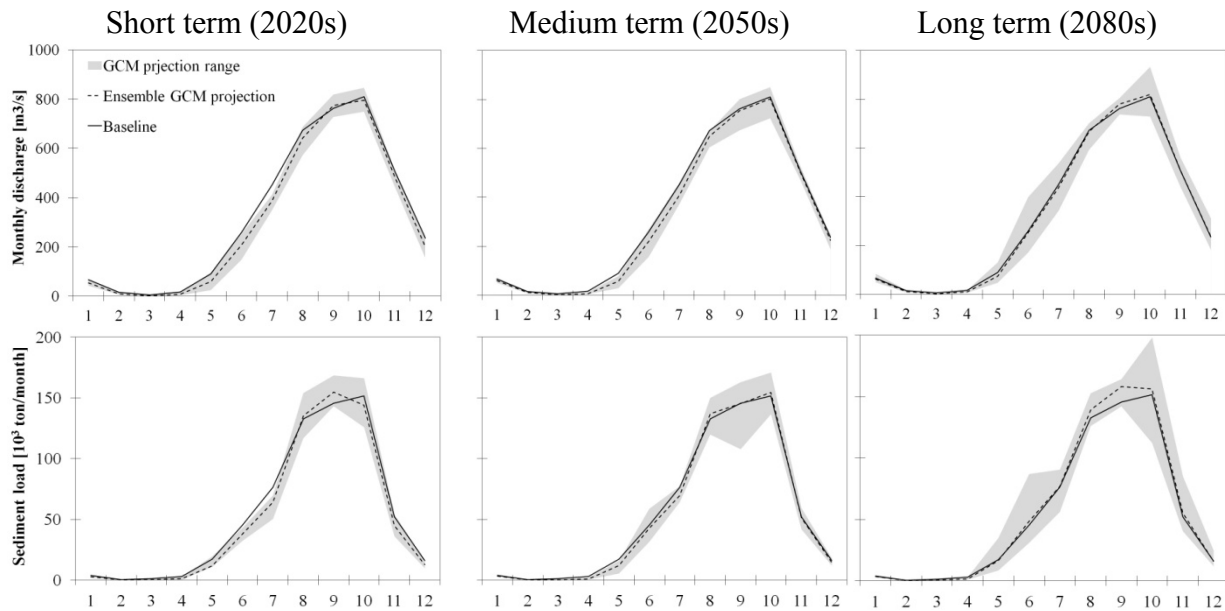 Short term (2020s) Medium term (2050s) Long term (2080s)
Monthly discharge [m3/s]
1000
800
600
400
200
0
GCM prjection range
Ensemble GCM projection
Baseline
1 2 3 4 5 6 7 8 9 10 11 12
1 2 3 4 5 6 7 8 9 10 11 12
1 2 3 4 5 6 7 8 9 10 11 12
Sediment load [10³ ton/month]
200
150
100
50
0
1 2 3 4 5 6 7 8 9 10 11 12
1 2 3 4 5 6 7 8 9 10 11 12
1 2 3 4 5 6 7 8 9 10 11 12